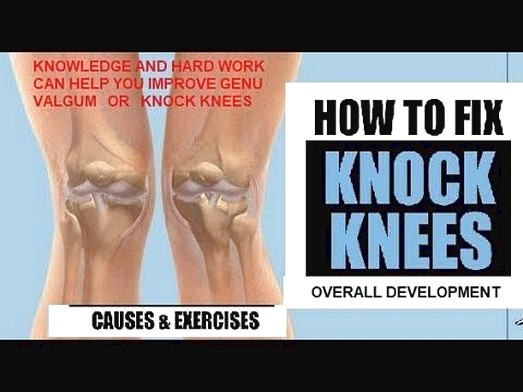 KNOWLEDGE AND HARD WORK
CAN HELP YOU IMPROVE GENU
VALGUM OR KNOCK KNEES
HOW TO FIX
KNOCK
KNEES
OVERALL DEVELOPMENT
CAUSES & EXERCISES